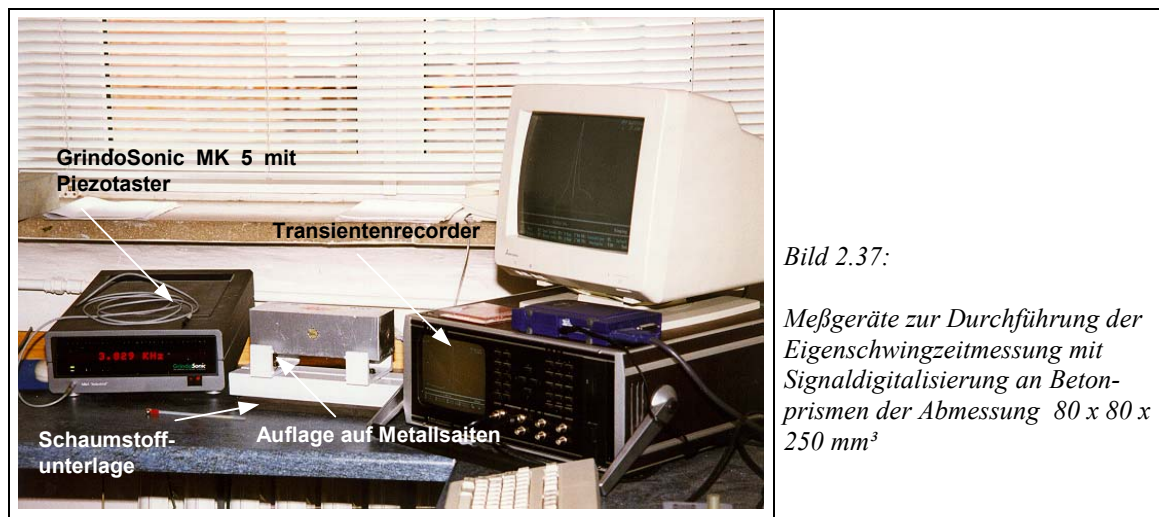 GrindoSonic MK 5 mit
Piezotaster
Transientenrecorder
3.829 KHz
GrindoSonic
Schaumstoff-
unterlage
Auflage auf Metallsaiten
Bild 2.37:
Meßgeräte zur Durchführung der
Eigenschwingzeitmessung mit
Signaldigitalisierung an Beton-
prismen der Abmessung 80 x 80 x
250 mm³